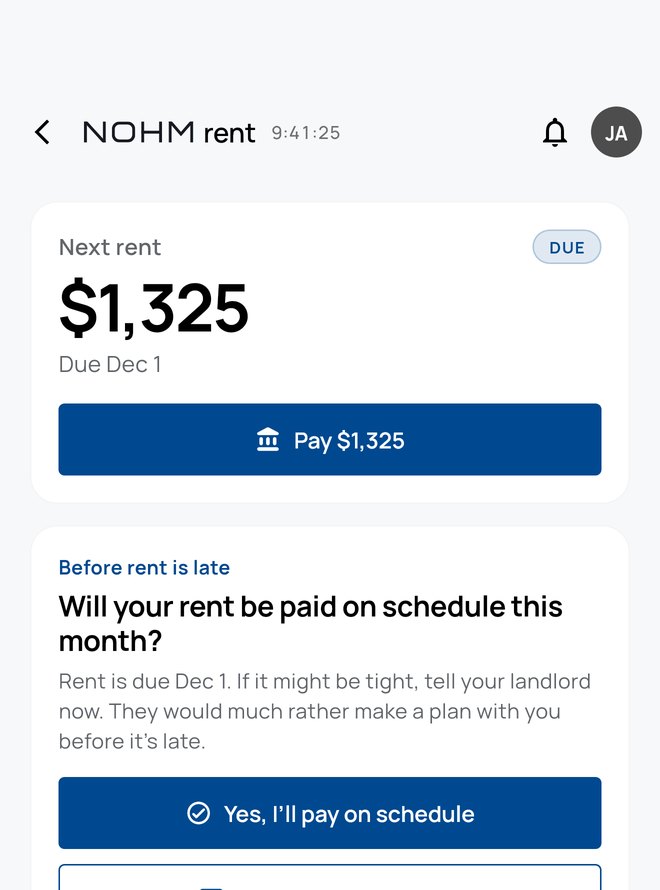 NOHM rent 9:41:25
JA
Next rent
DUE
$1,325
Due Dec 1
Pay $1,325
Before rent is late
Will your rent be paid on schedule this
month?
Rent is due Dec 1. If it might be tight, tell your landlord
now. They would much rather make a plan with you
before it’s late.
Yes, I’ll pay on schedule